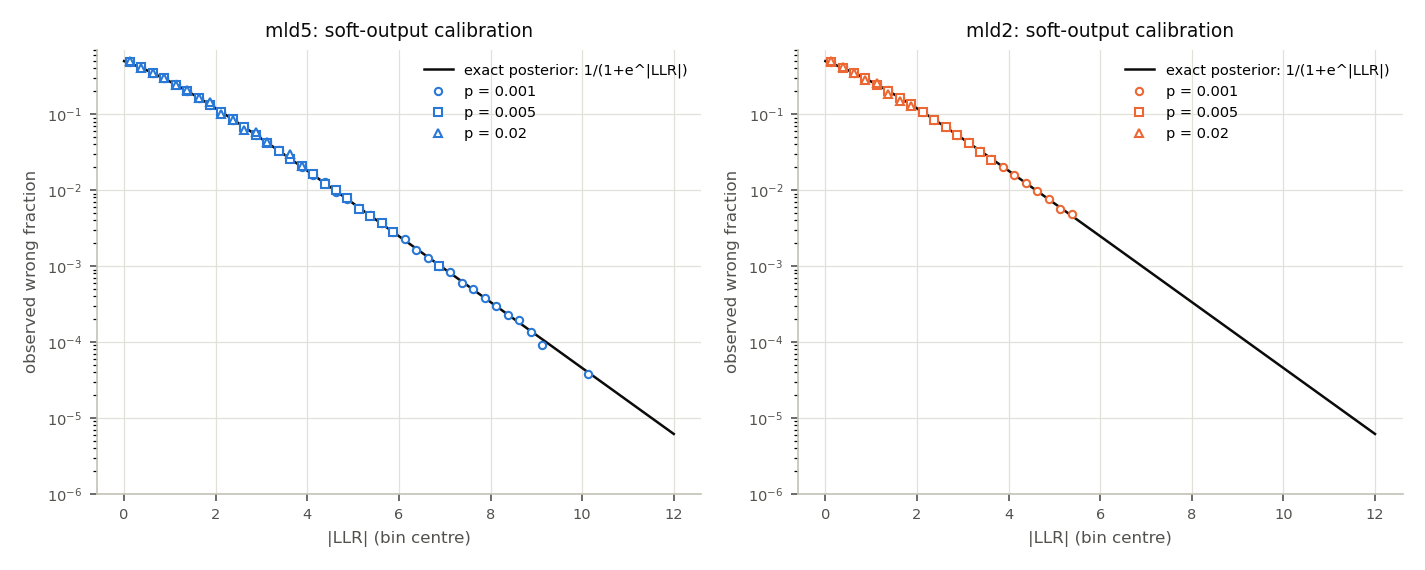 mld5: soft-output calibration
exact posterior: 1/(1+e^|LLR|)
p = 0.001
p = 0.005
p = 0.02
observed wrong fraction
10⁻¹
10⁻²
10⁻³
10⁻⁴
10⁻⁵
10⁻⁶
0 2 4 6 8 10 12
|LLR| (bin centre)
mld2: soft-output calibration
exact posterior: 1/(1+e^|LLR|)
p = 0.001
p = 0.005
p = 0.02
observed wrong fraction
10⁻¹
10⁻²
10⁻³
10⁻⁴
10⁻⁵
10⁻⁶
0 2 4 6 8 10 12
|LLR| (bin centre)